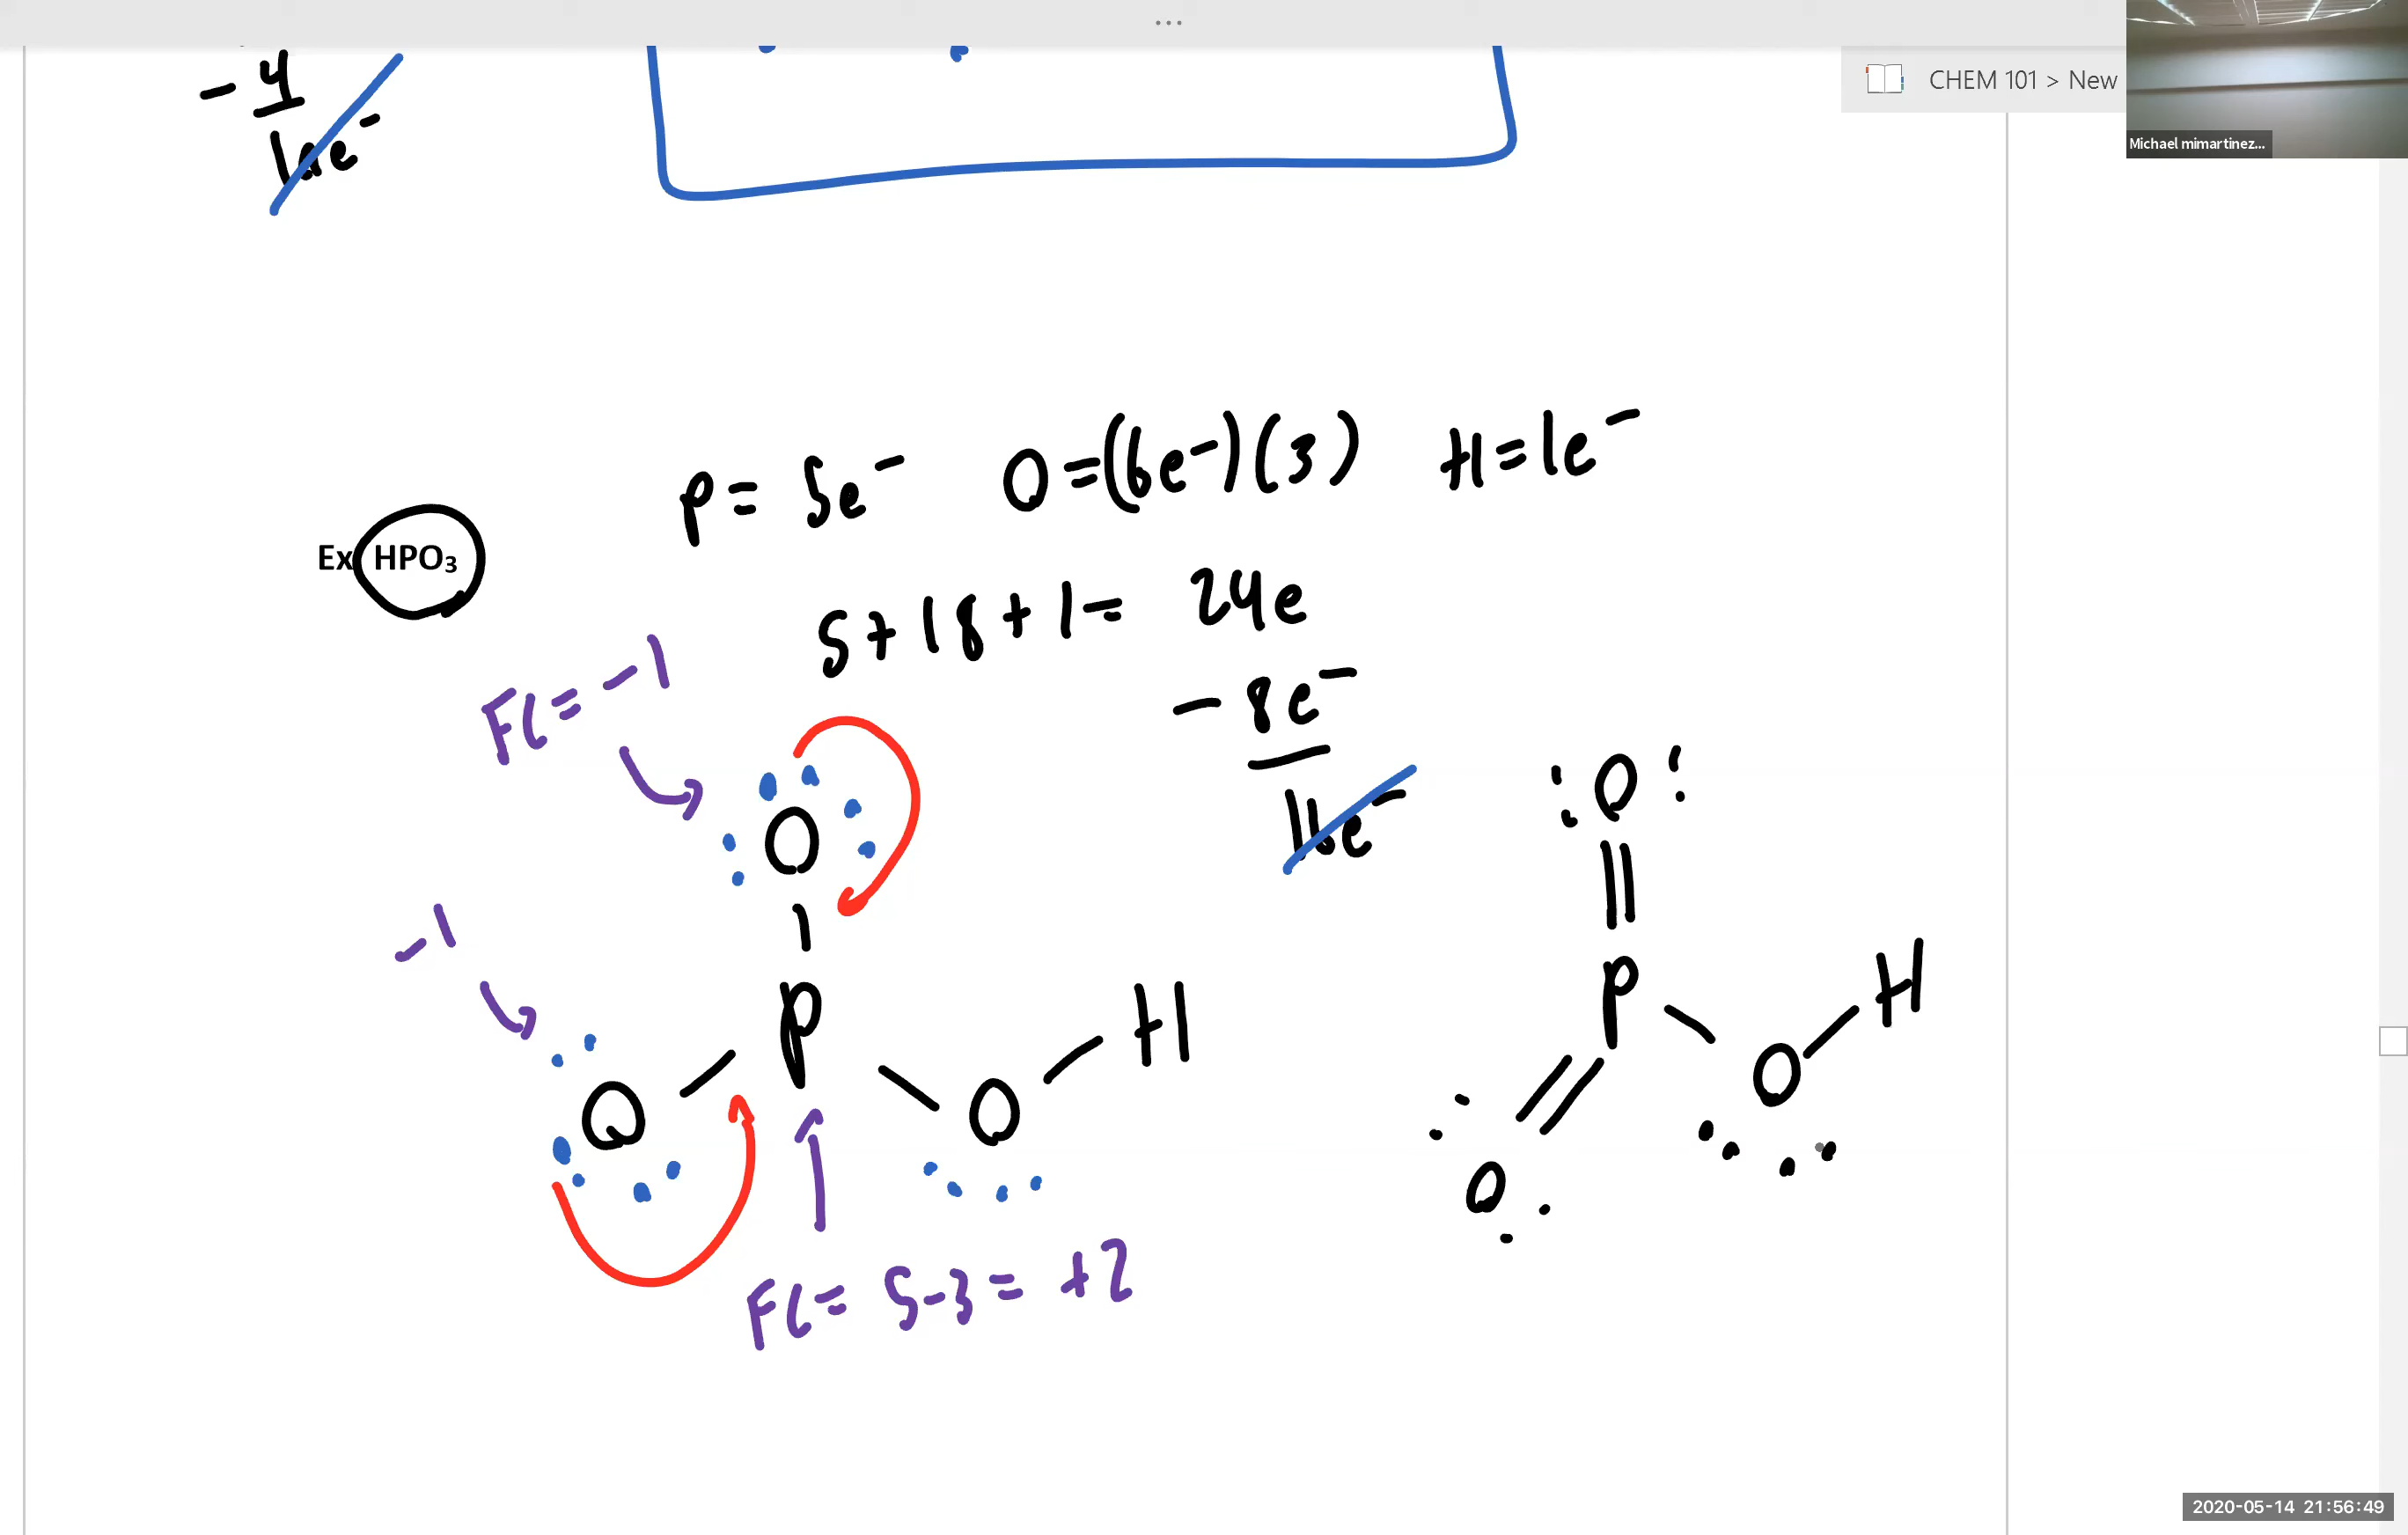 ...
CHEM 101 > New
Michael mimartinez...
- 4
P = 5e⁻ O = (6e⁻)(3) H = 1e⁻
Ex HPO₃
5 + 18 + 1 = 24e
- 8e⁻
16e⁻
FC = -1
O
-1
P
O
O
H
FC = 5 - 3 = +2
O
P
H
O
O
2020-05-14 21:56:49